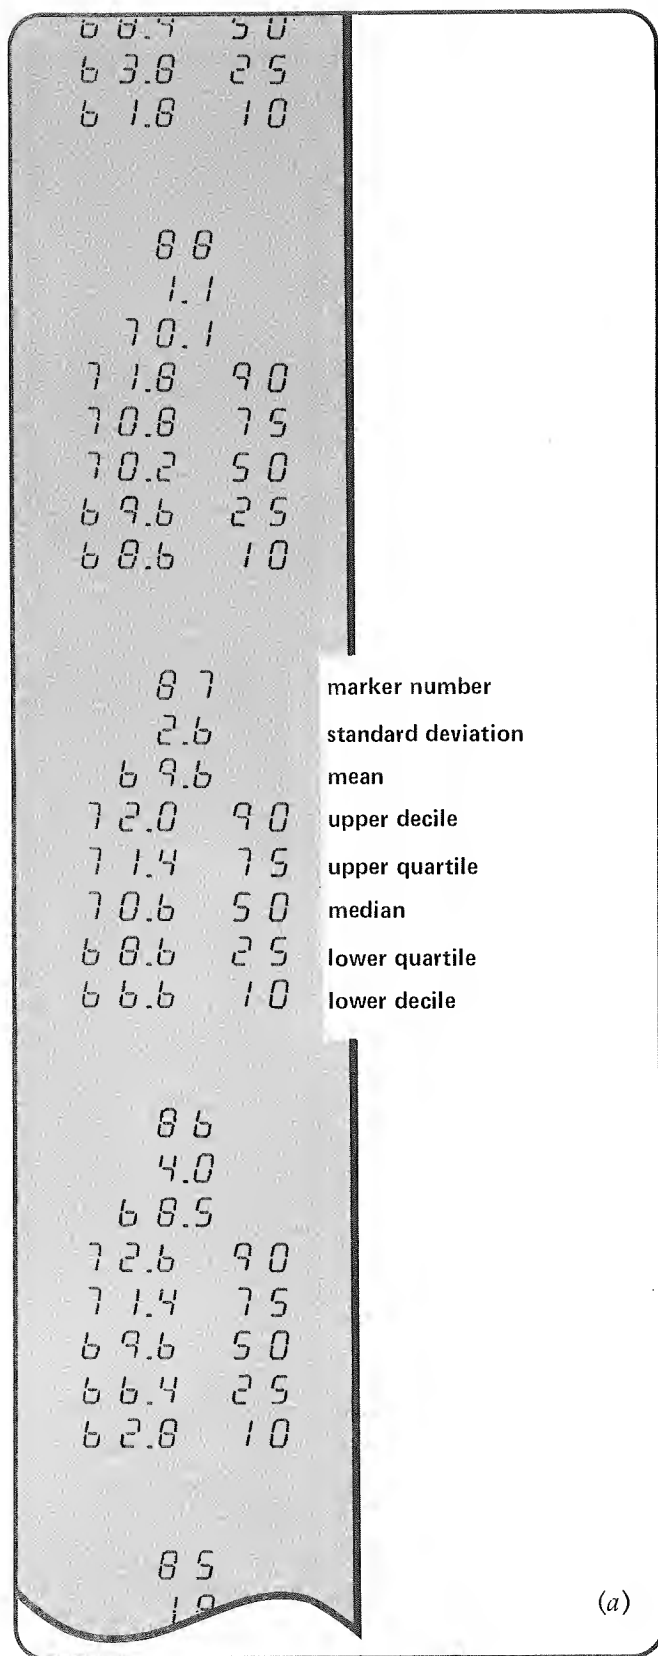 50
63.8 25
61.8 10
88
1.1
70.1
71.8 90
70.8 75
70.2 50
69.6 25
68.6 10
87 marker number
2.6 standard deviation
69.6 mean
72.0 90 upper decile
71.4 75 upper quartile
70.6 50 median
68.6 25 lower quartile
66.6 10 lower decile
86
4.0
68.5
72.6 90
71.4 75
69.6 50
66.4 25
62.8 10
85
(a)